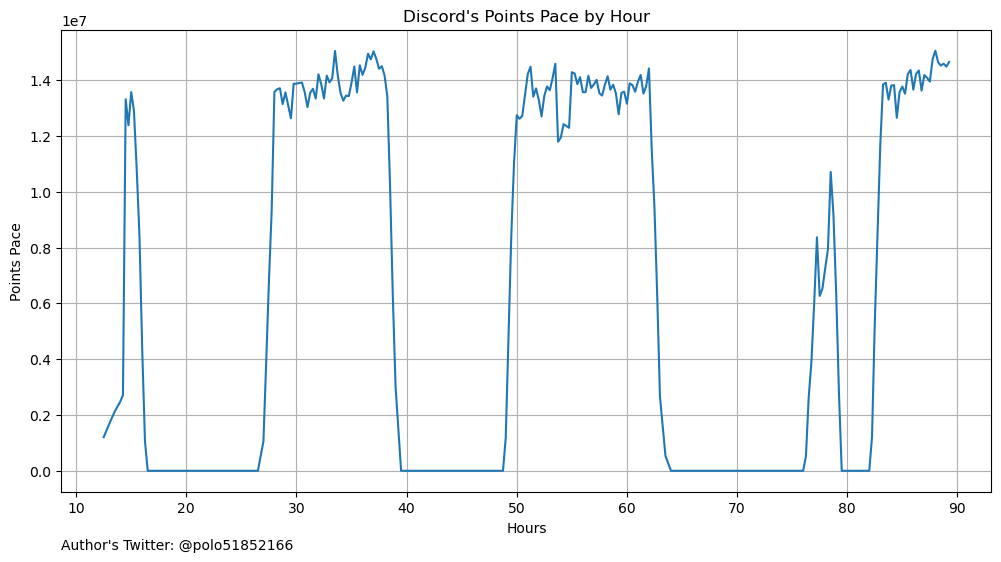 Discord's Points Pace by Hour
1e7
1.4
1.2
1.0
0.8
0.6
0.4
0.2
0.0
Points Pace
10 20 30 40 50 60 70 80 90
Hours
Author's Twitter: @polo51852166